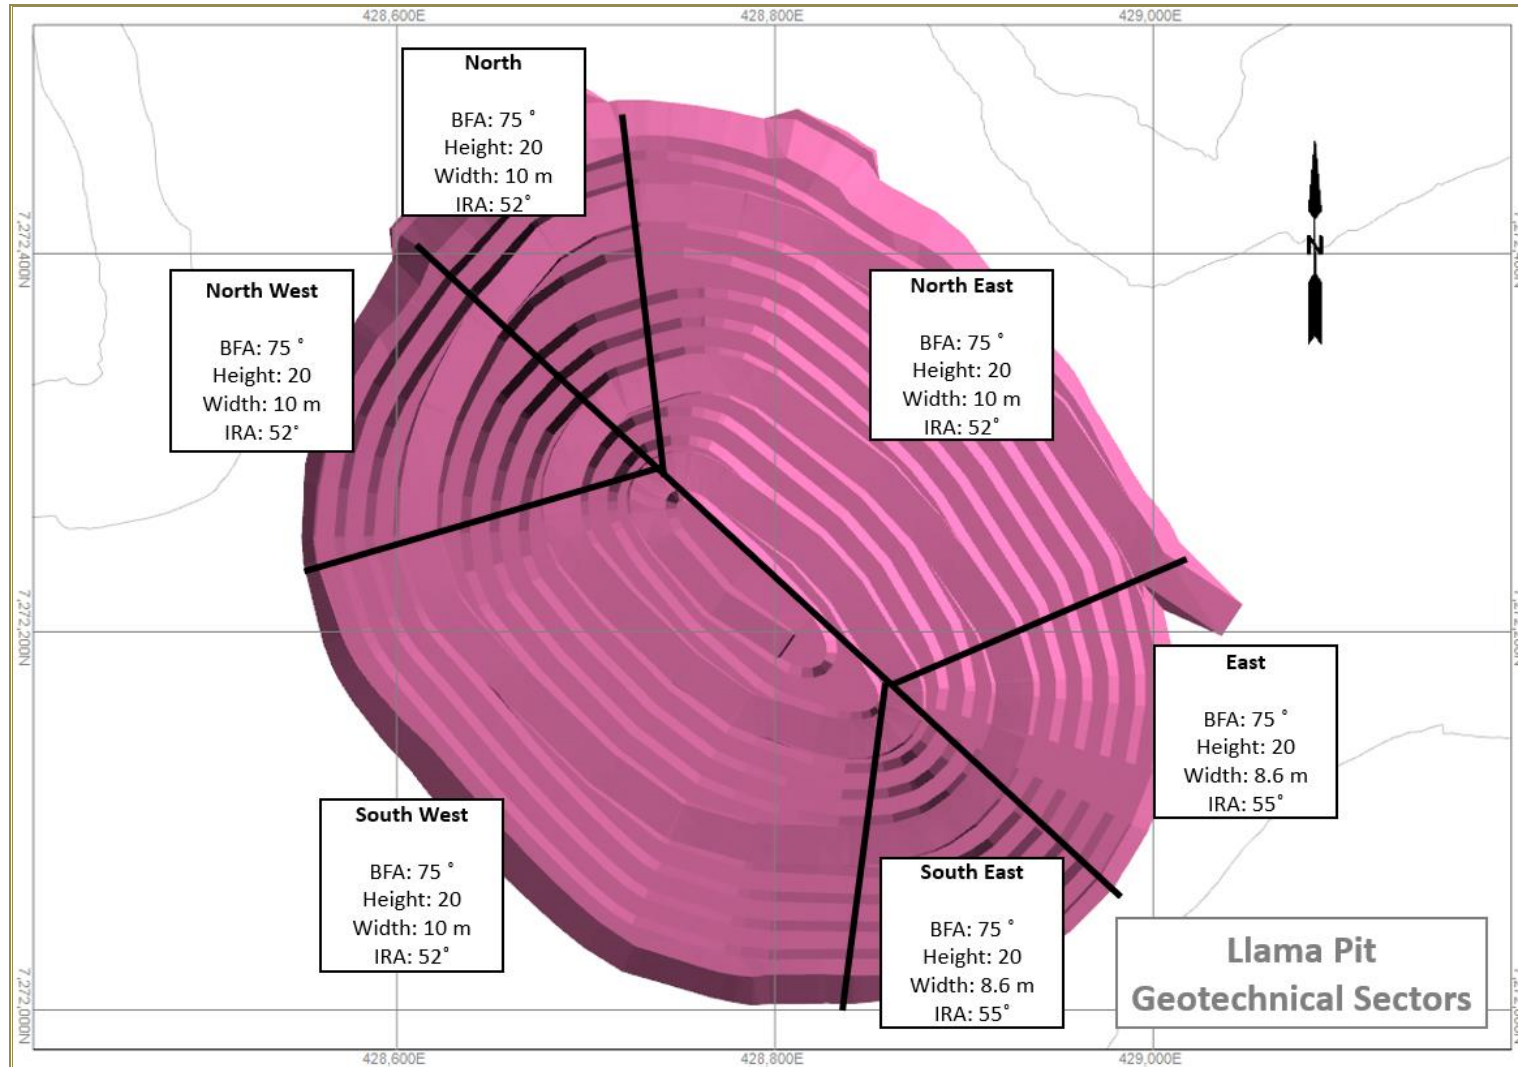 428,600E
428,800E
429,000E
North
BFA: 75 °
Height: 20
Width: 10 m
IRA: 52°
7,272,400N
North West
BFA: 75 °
Height: 20
Width: 10 m
IRA: 52°
North East
BFA: 75 °
Height: 20
Width: 10 m
IRA: 52°
N
7,272,200N
East
BFA: 75 °
Height: 20
Width: 8.6 m
IRA: 55°
South West
BFA: 75 °
Height: 20
Width: 10 m
IRA: 52°
South East
BFA: 75 °
Height: 20
Width: 8.6 m
IRA: 55°
Llama Pit
Geotechnical Sectors
7,272,000N
428,600E
428,800E
429,000E